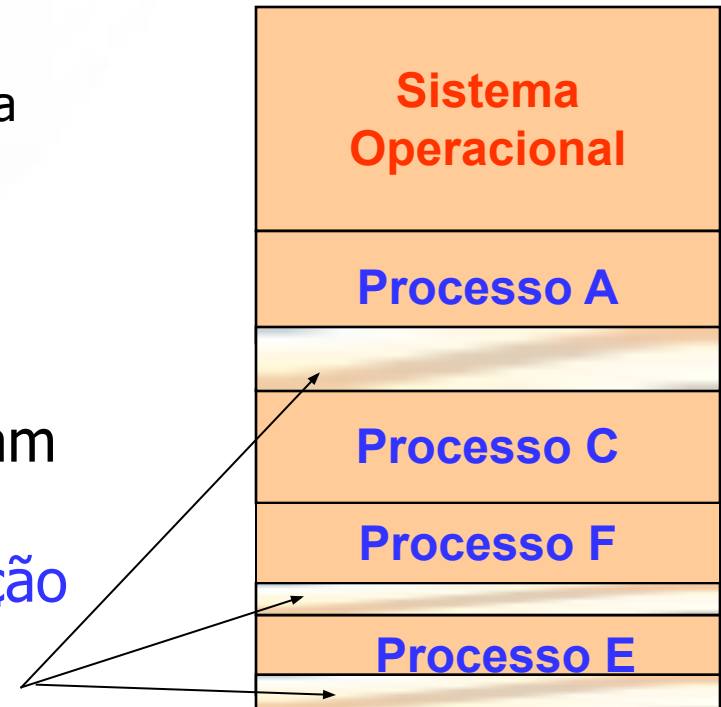 a
am
ção
Sistema
Operacional
Processo A
Processo C
Processo F
Processo E